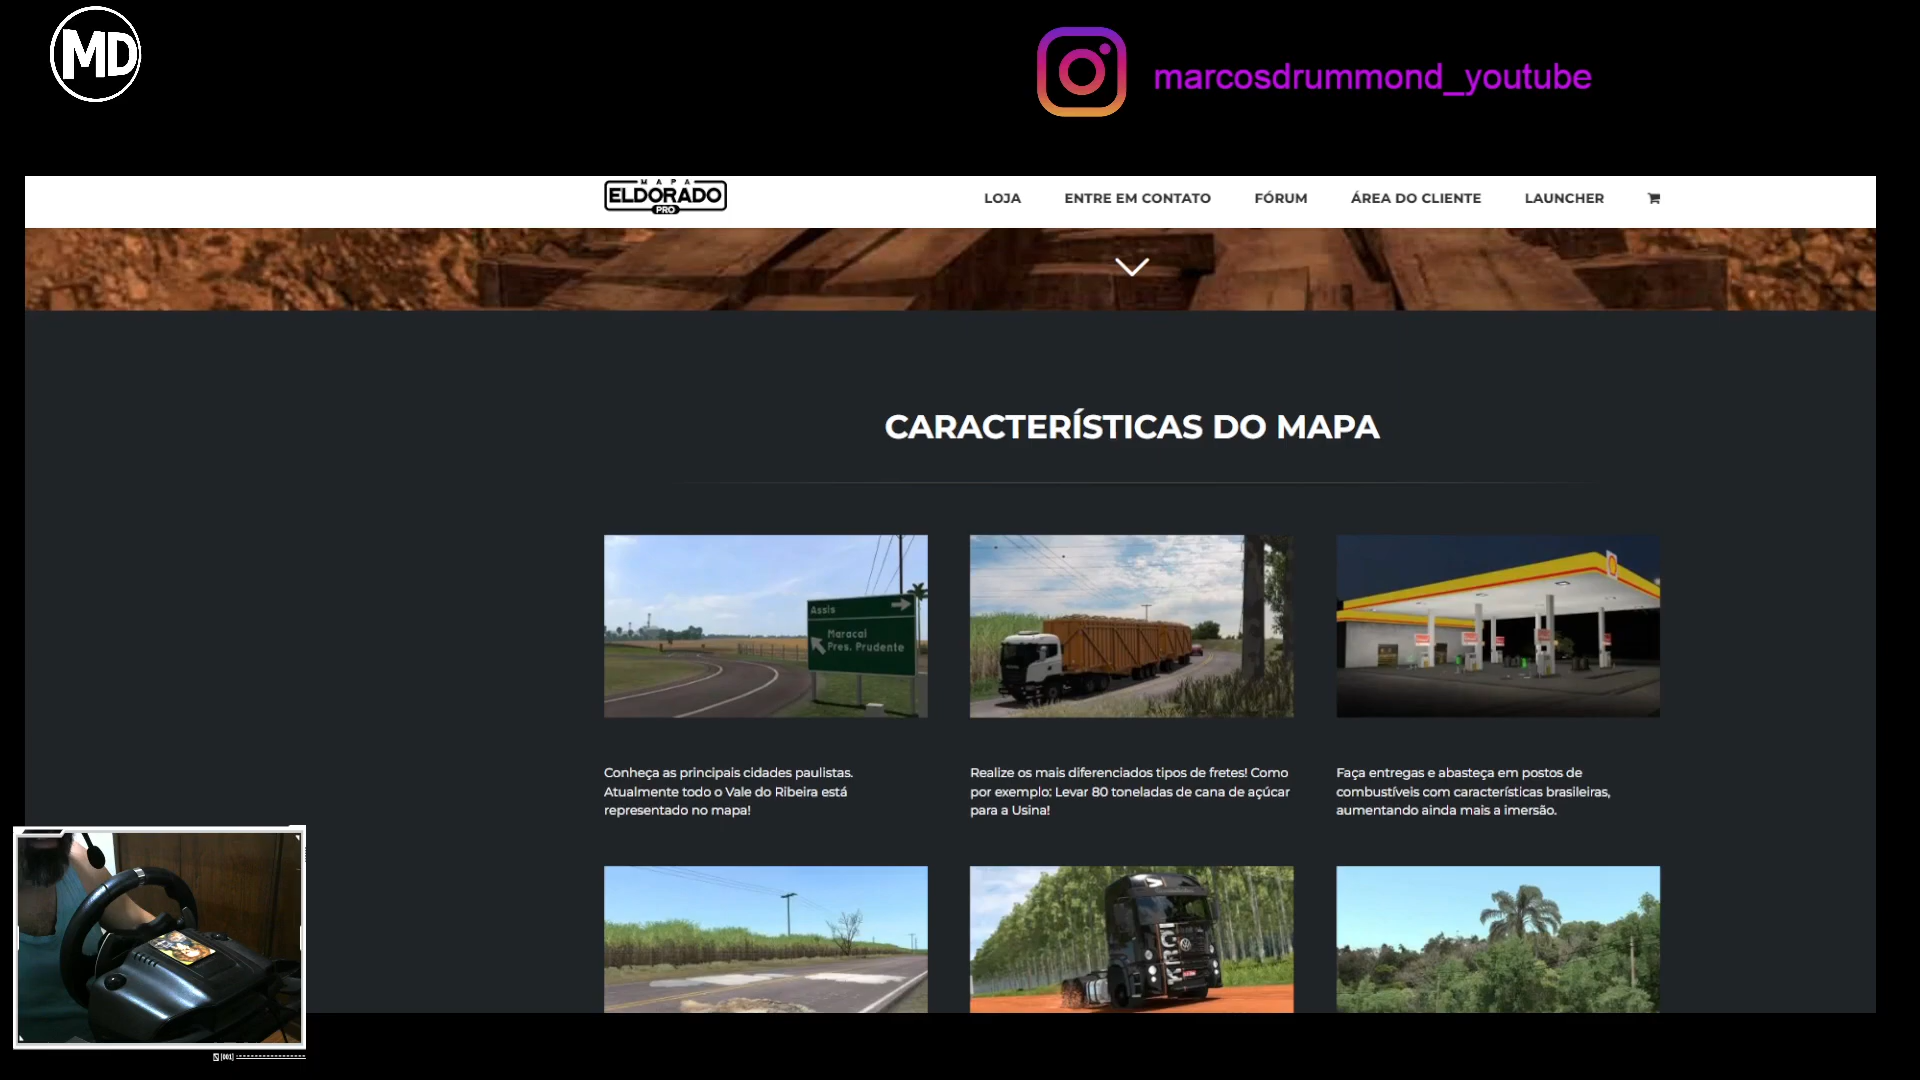 MD
marcosdrummond_youtube
MAPA
ELDORADO
PRO
LOJA
ENTRE EM CONTATO
FÓRUM
ÁREA DO CLIENTE
LAUNCHER
CARACTERÍSTICAS DO MAPA
Assis
Maracai
Pres. Prudente
Conheça as principais cidades paulistas.
Atualmente todo o Vale do Ribeira está
representado no mapa!
Realize os mais diferenciados tipos de fretes! Como
por exemplo: Levar 80 toneladas de cana de açúcar
para a Usina!
Faça entregas e abasteça em postos de
combustíveis com características brasileiras,
aumentando ainda mais a imersão.
[001]